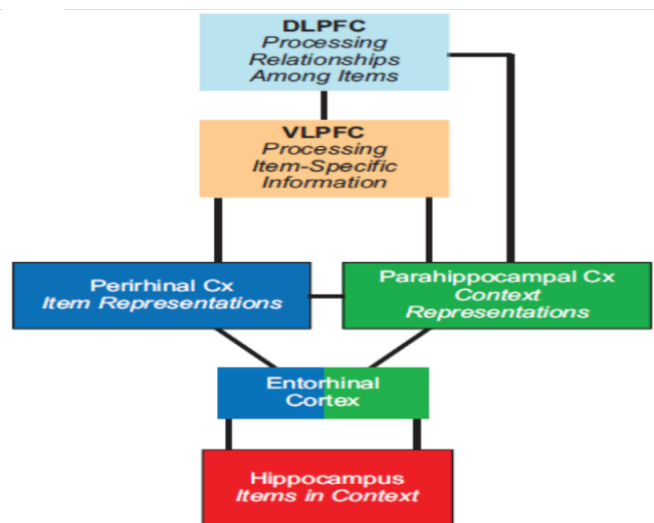 DLPFC
Processing
Relationships
Among Items
VLPFC
Processing
Item-Specific
Information
Perirhinal Cx
Item Representations
Parahippocampal Cx
Context
Representations
Entorhinal
Cortex
Hippocampus
Items in Context